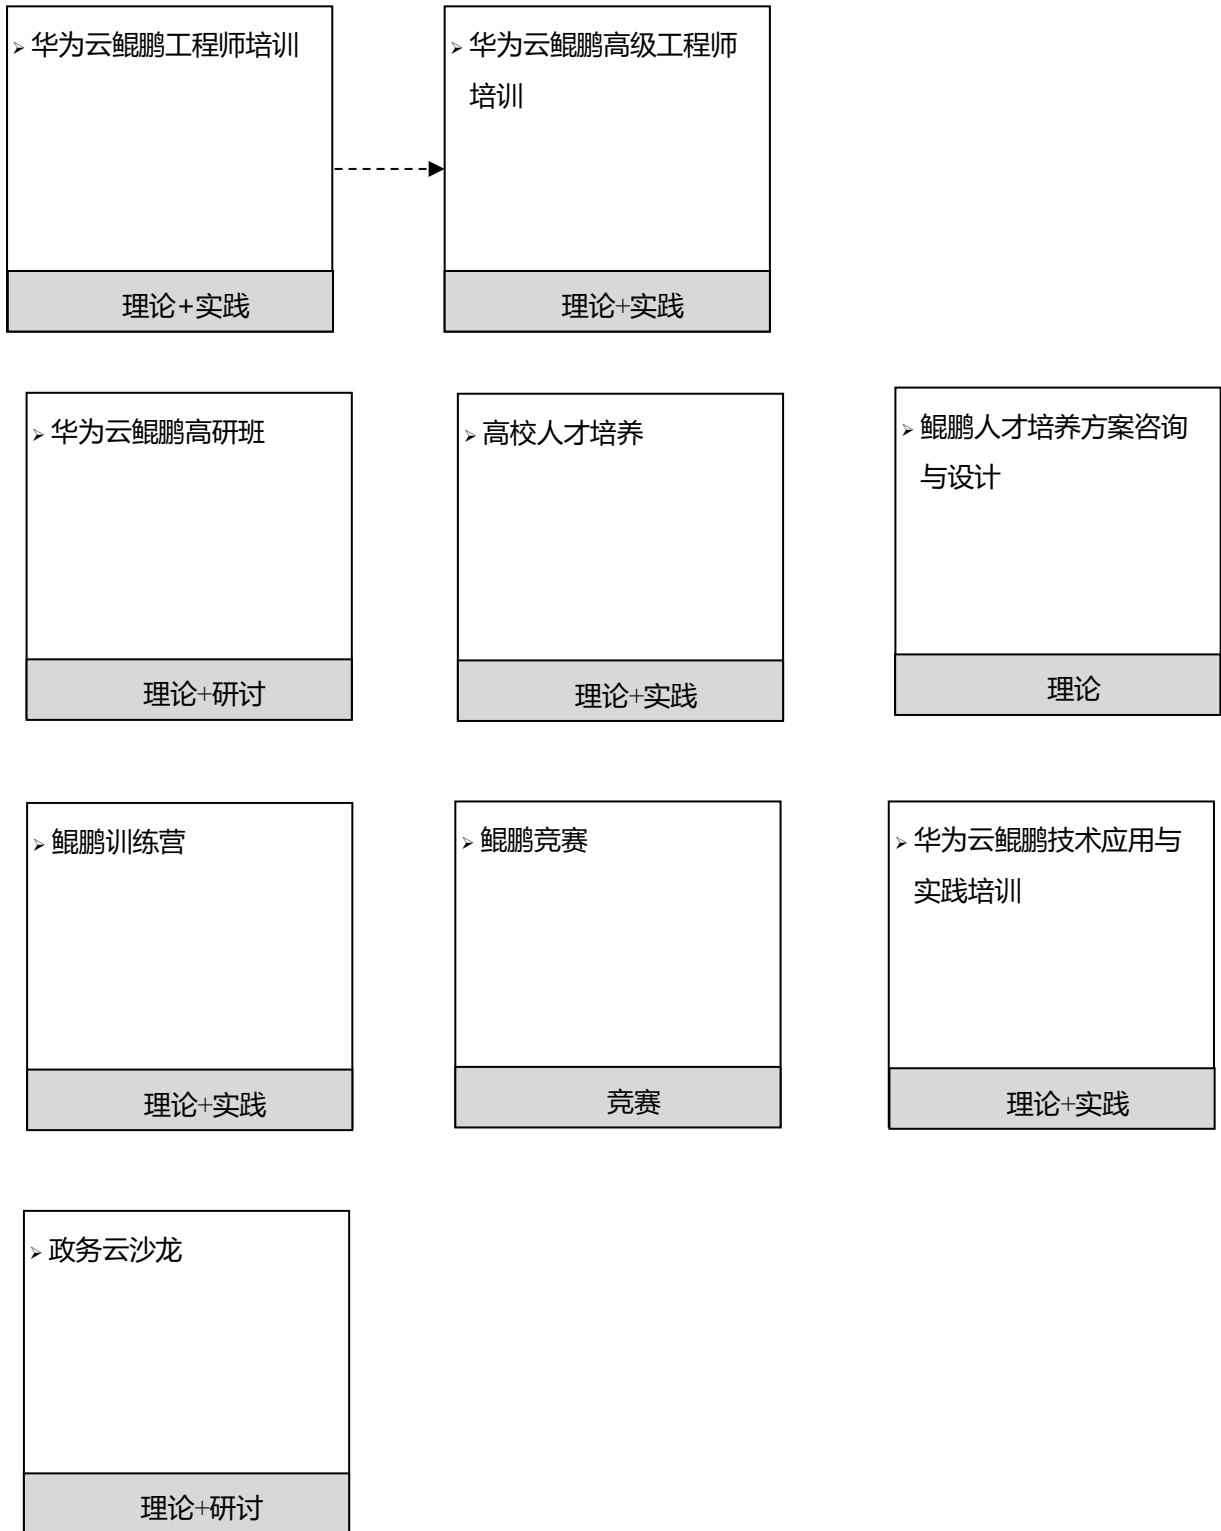 ➢ 华为云鲲鹏工程师培训
理论+实践
➢ 华为云鲲鹏高级工程师
培训
理论+实践
➢ 华为云鲲鹏高研班
理论+研讨
➢ 高校人才培养
理论+实践
➢ 鲲鹏人才培养方案咨询
与设计
理论
➢ 鲲鹏训练营
理论+实践
➢ 鲲鹏竞赛
竞赛
➢ 华为云鲲鹏技术应用与
实践培训
理论+实践
➢ 政务云沙龙
理论+研讨